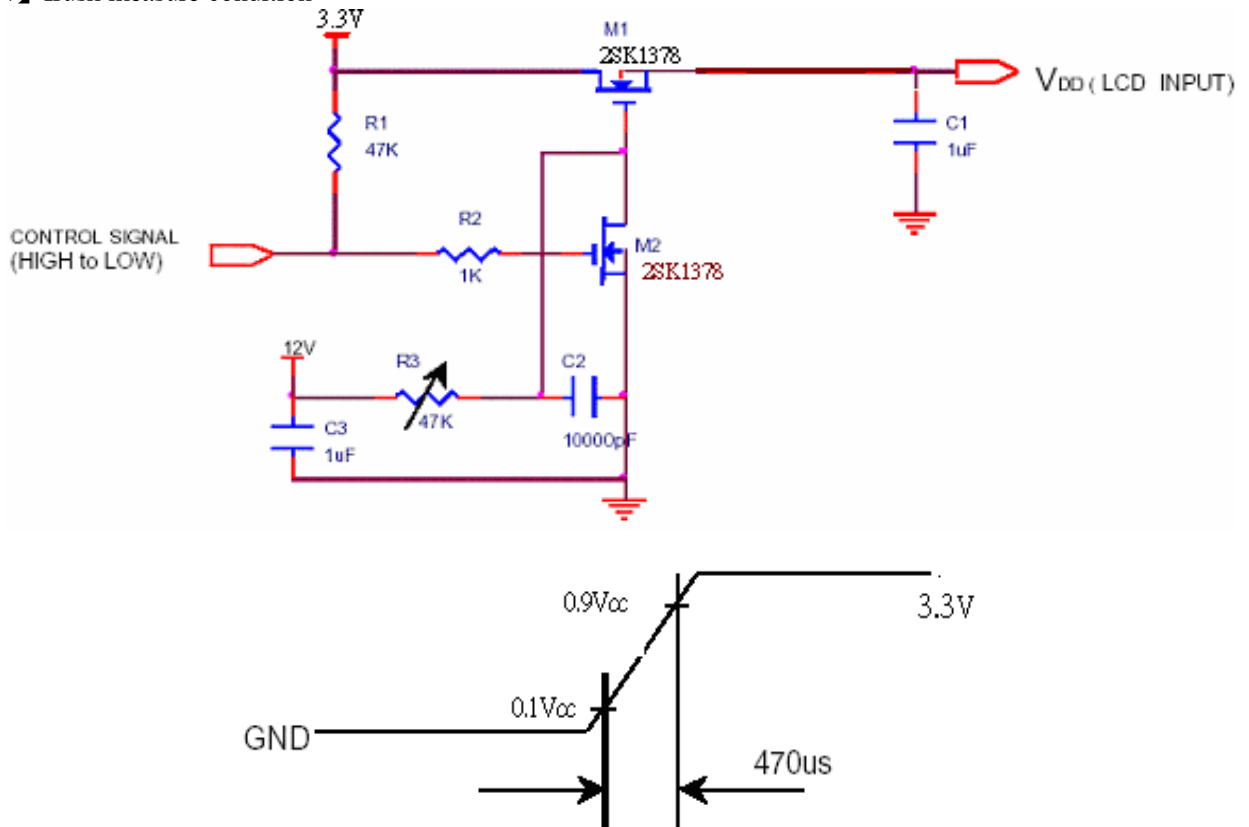 3.3V
M1
2SK1378
VDD ( LCD INPUT)
R1
47K
C1
1uF
R2
1K
CONTROL SIGNAL
(HIGH to LOW)
M2
2SK1378
12V
R3
47K
C2
10000pF
C3
1uF
0.9Vcc
3.3V
0.1Vcc
GND
470us